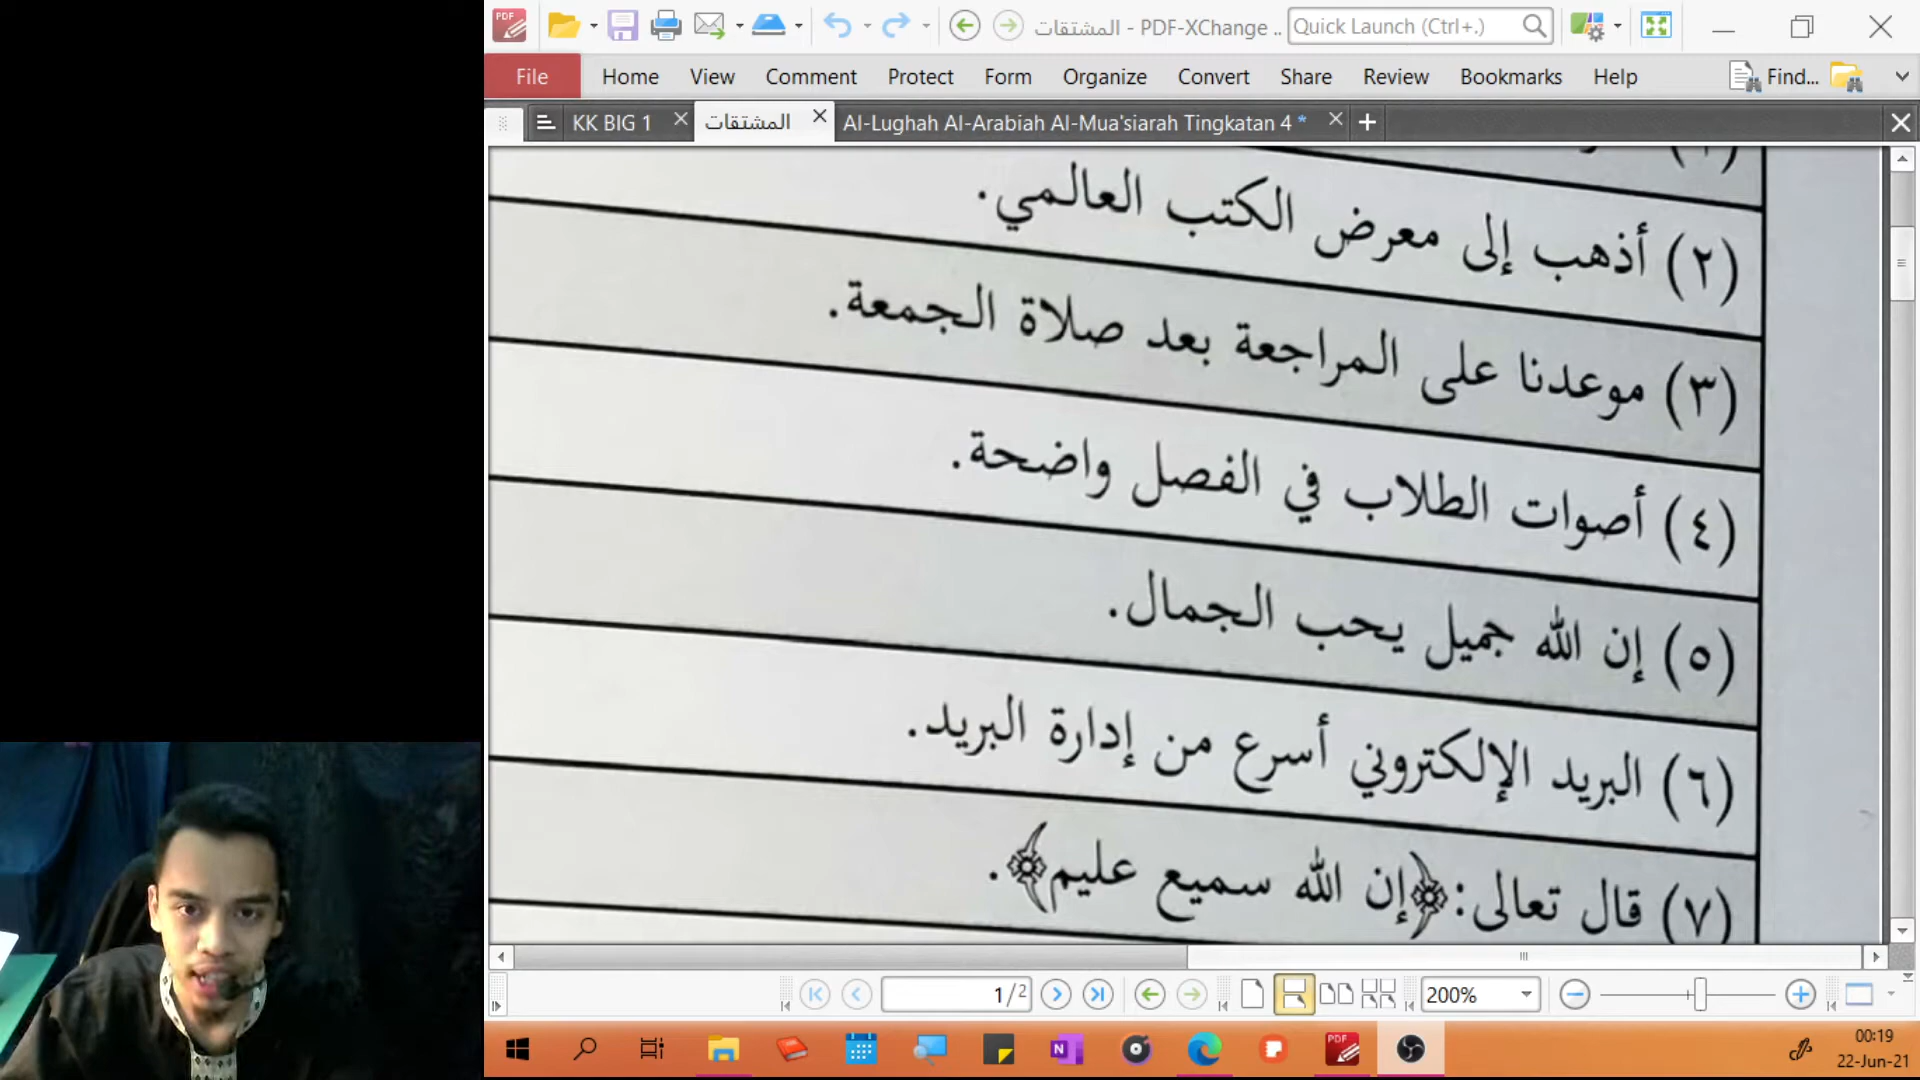 المشتقات - PDF-XChange ..
Quick Launch (Ctrl+.)
File Home View Comment Protect Form Organize Convert Share Review Bookmarks Help Find...
KK BIG 1 المشتقات Al-Lughah Al-Arabiah Al-Mua'siarah Tingkatan 4 *
(٢) أذهب إلى معرض الكتب العالمي.
(٣) موعدنا على المراجعة بعد صلاة الجمعة.
(٤) أصوات الطلاب في الفصل واضحة.
(٥) إن الله جميل يحب الجمال.
(٦) البريد الإلكتروني أسرع من إدارة البريد.
(٧) قال تعالى: ﴿إن الله سميع عليم﴾.
1 / 2
200%
00:19
22-Jun-21